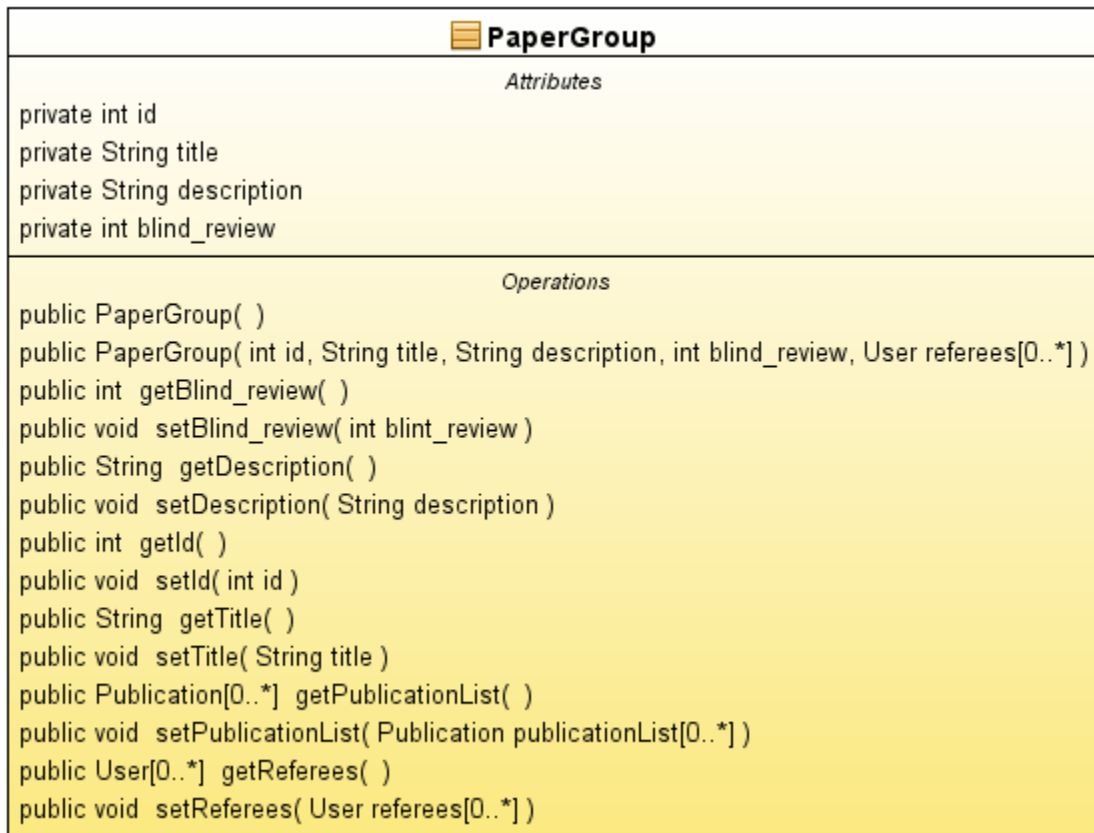 PaperGroup
Attributes
private int id
private String title
private String description
private int blind_review
Operations
public PaperGroup( )
public PaperGroup( int id, String title, String description, int blind_review, User referees[0..*] )
public int getBlind_review( )
public void setBlind_review( int blint_review )
public String getDescription( )
public void setDescription( String description )
public int getId( )
public void setId( int id )
public String getTitle( )
public void setTitle( String title )
public Publication[0..*] getPublicationList( )
public void setPublicationList( Publication publicationList[0..*] )
public User[0..*] getReferees( )
public void setReferees( User referees[0..*] )